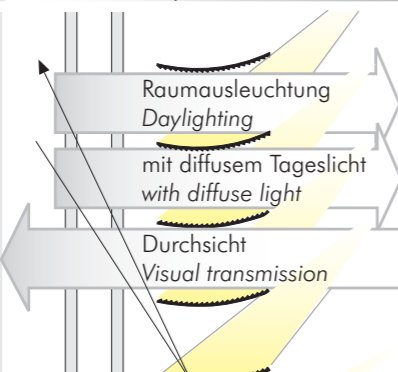 Raumausleuchtung
Daylighting
mit diffusem Tageslicht
with diffuse light
Durchsicht
Visual transmission